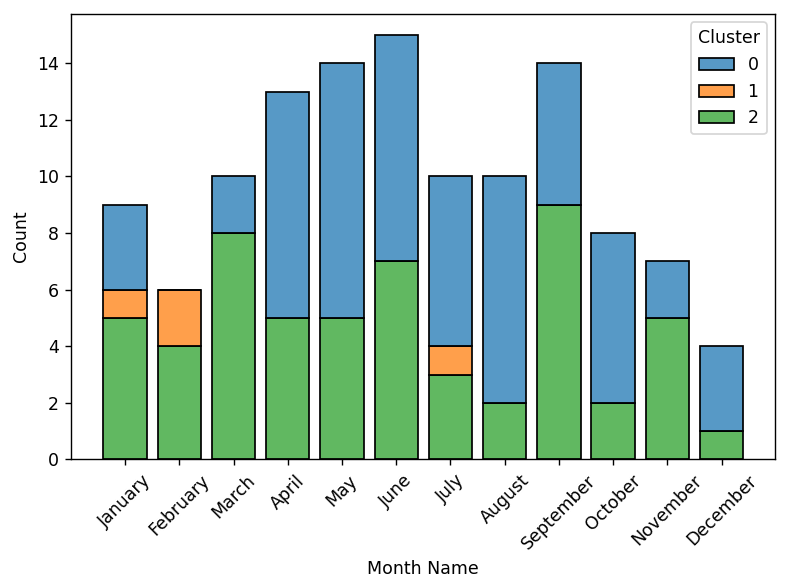 Cluster
0
1
2
14
12
10
8
6
4
2
0
Count
January
February
March
April
May
June
July
August
September
October
November
December
Month Name